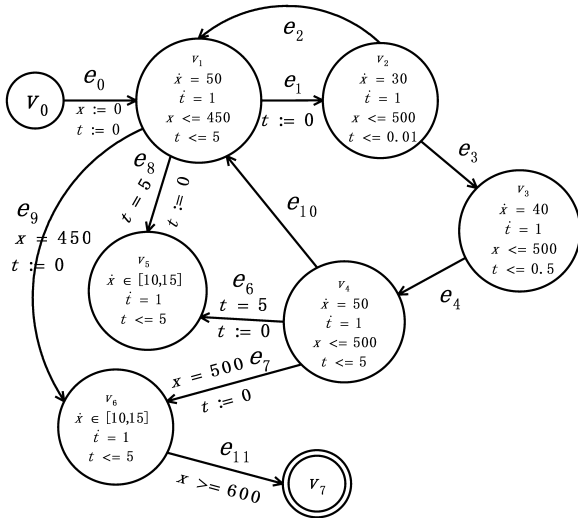 e₂
v₁
ẋ = 50
ṫ = 1
x <= 450
t <= 5
v₂
ẋ = 30
ṫ = 1
x <= 500
t <= 0.01
v₀
e₀
x := 0
t := 0
e₁
t := 0
e₃
e₈
t = 5
t := 0
v₃
ẋ = 40
ṫ = 1
x <= 500
t <= 0.5
e₉
x = 450
t := 0
e₁₀
v₅
ẋ ∈ [10,15]
ṫ = 1
t <= 5
e₆
t = 5
t := 0
v₄
ẋ = 50
ṫ = 1
x <= 500
t <= 5
e₄
x = 500 e₇
t := 0
v₆
ẋ ∈ [10,15]
ṫ = 1
t <= 5
e₁₁
x >= 600
v₇